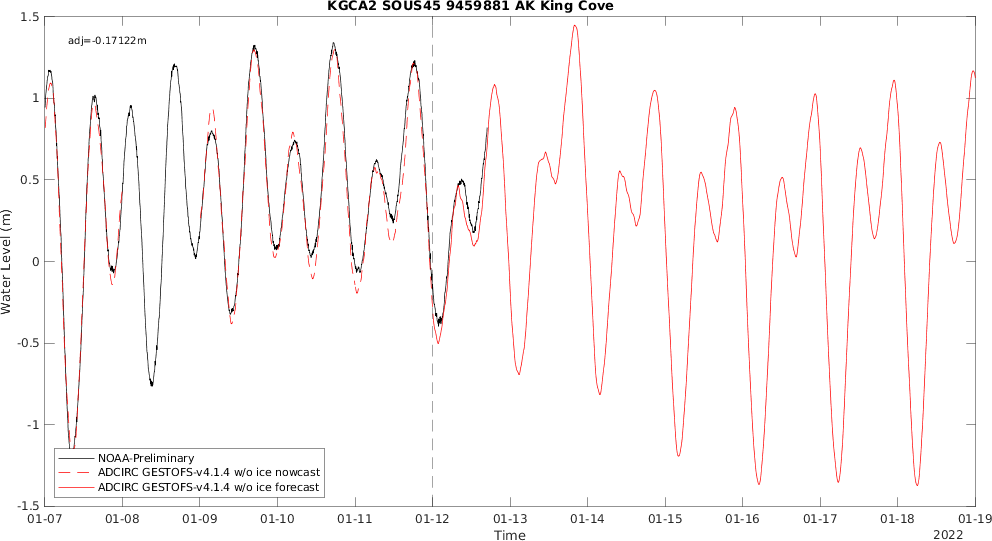 KGCA2 SOUS45 9459881 AK King Cove
adj=-0.17122m
1.5
1
0.5
0
-0.5
-1
-1.5
Water Level (m)
NOAA-Preliminary
ADCIRC GESTOFS-v4.1.4 w/o ice nowcast
ADCIRC GESTOFS-v4.1.4 w/o ice forecast
01-07 01-08 01-09 01-10 01-11 01-12 01-13 01-14 01-15 01-16 01-17 01-18 01-19
Time
2022